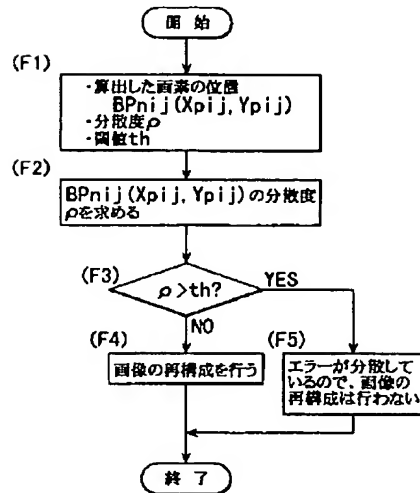 開始
(F1)
・算出した画素の位置
BPnij(Xpij,Ypij)
・分散度ρ
・閾値th
(F2)
BPnij(Xpij,Ypij)の分散度
ρを求める
(F3)
ρ>th?
YES
NO
(F4)
画像の再構成を行う
(F5)
エラーが分散して
いるので、画像の
再構成は行わない
終了